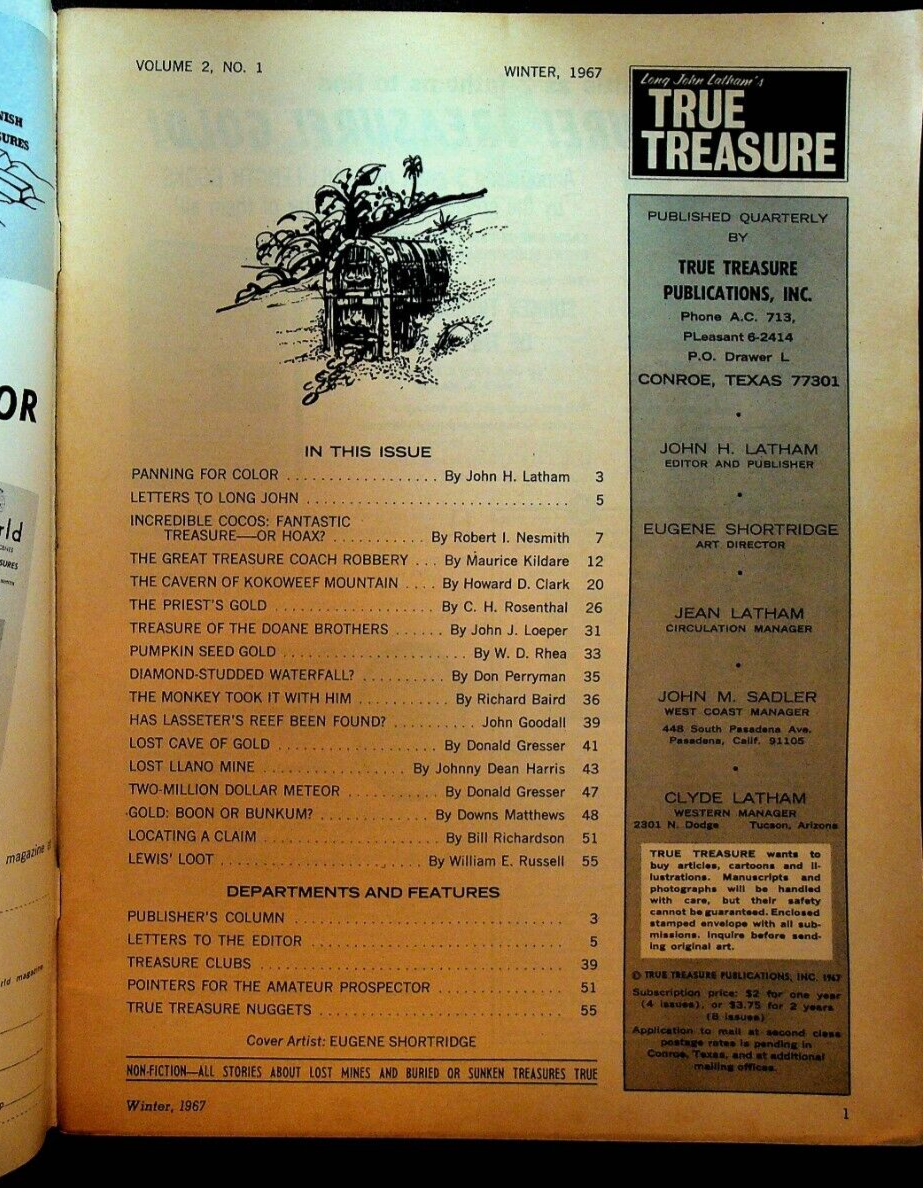 VOLUME 2, NO. 1
WINTER, 1967
IN THIS ISSUE
PANNING FOR COLOR .................. By John H. Latham 3
LETTERS TO LONG JOHN .............................. 5
INCREDIBLE COCOS: FANTASTIC
TREASURE—OR HOAX? ........... By Robert I. Nesmith 7
THE GREAT TREASURE COACH ROBBERY ... By Maurice Kildare 12
THE CAVERN OF KOKOWEEF MOUNTAIN .... By Howard D. Clark 20
THE PRIEST'S GOLD .................. By C. H. Rosenthal 26
TREASURE OF THE DOANE BROTHERS ...... By John J. Loeper 31
PUMPKIN SEED GOLD ....................... By W. D. Rhea 33
DIAMOND-STUDDED WATERFALL? .......... By Don Perryman 35
THE MONKEY TOOK IT WITH HIM .......... By Richard Baird 36
HAS LASSETER'S REEF BEEN FOUND? .......... John Goodall 39
LOST CAVE OF GOLD .................. By Donald Gresser 41
LOST LLANO MINE ................ By Johnny Dean Harris 43
TWO-MILLION DOLLAR METEOR ........... By Donald Gresser 47
GOLD: BOON OR BUNKUM? ............. By Downs Matthews 48
LOCATING A CLAIM .................... By Bill Richardson 51
LEWIS' LOOT ....................... By William E. Russell 55
DEPARTMENTS AND FEATURES
PUBLISHER'S COLUMN .............................. 3
LETTERS TO THE EDITOR ........................... 5
TREASURE CLUBS ................................. 39
POINTERS FOR THE AMATEUR PROSPECTOR ............. 51
TRUE TREASURE NUGGETS ........................... 55
Cover Artist: EUGENE SHORTRIDGE
NON-FICTION—ALL STORIES ABOUT LOST MINES AND BURIED OR SUNKEN TREASURES TRUE
Winter, 1967
Long John Latham's
TRUE
TREASURE
PUBLISHED QUARTERLY
BY
TRUE TREASURE
PUBLICATIONS, INC.
Phone A.C. 713,
PLeasant 6-2414
P.O. Drawer L
CONROE, TEXAS 77301
JOHN H. LATHAM
EDITOR AND PUBLISHER
EUGENE SHORTRIDGE
ART DIRECTOR
JEAN LATHAM
CIRCULATION MANAGER
JOHN M. SADLER
WEST COAST MANAGER
448 South Pasadena Ave.
Pasadena, Calif. 91105
CLYDE LATHAM
WESTERN MANAGER
2301 N. Dodge Tucson, Arizona
TRUE TREASURE wants to
buy articles, cartoons and il-
lustrations. Manuscripts and
photographs will be handled
with care, but their safety
cannot be guaranteed. Enclosed
stamped envelope with all sub-
missions. Inquire before send-
ing original art.
© TRUE TREASURE PUBLICATIONS, INC. 1967
Subscription price: $2 for one year
(4 issues), or $3.75 for 2 years
(8 issues)
Application to mail at second class
postage rates is pending in
Conroe, Texas, and at additional
mailing offices.
1
OR
magazine